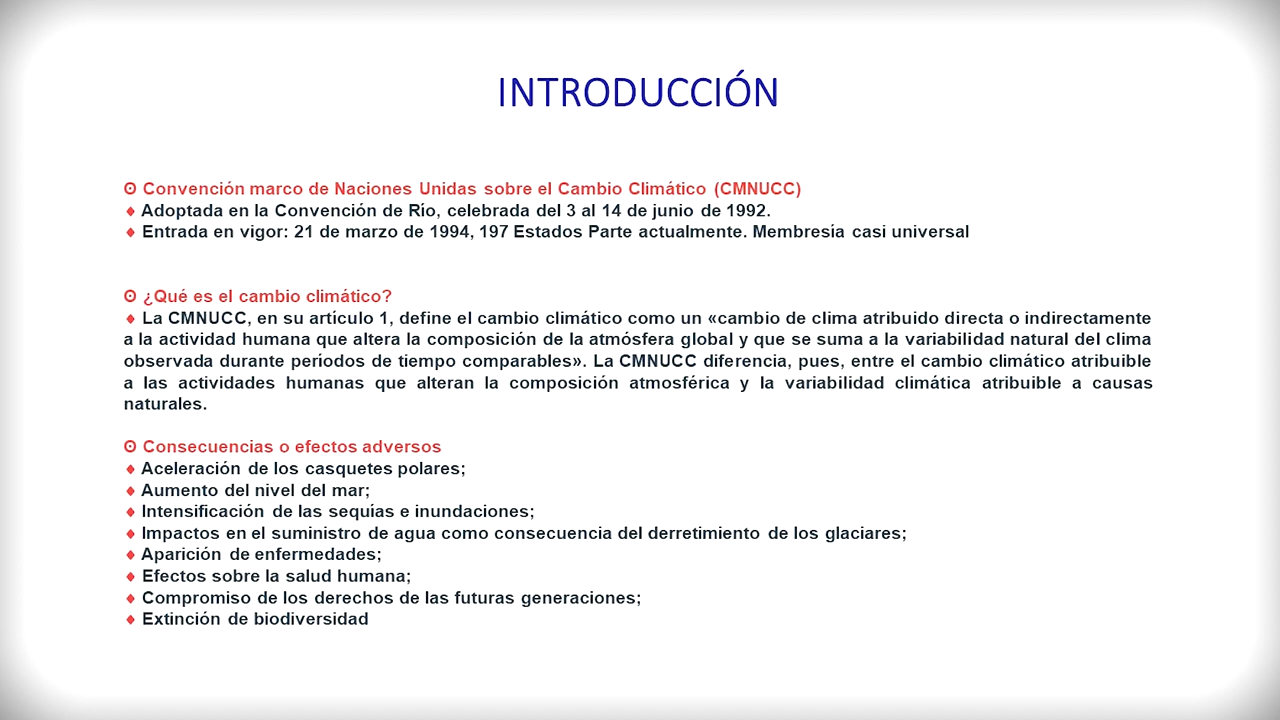 INTRODUCCIÓN
ʘ Convención marco de Naciones Unidas sobre el Cambio Climático (CMNUCC)
♦ Adoptada en la Convención de Río, celebrada del 3 al 14 de junio de 1992.
♦ Entrada en vigor: 21 de marzo de 1994, 197 Estados Parte actualmente. Membresía casi universal
ʘ ¿Qué es el cambio climático?
♦ La CMNUCC, en su artículo 1, define el cambio climático como un «cambio de clima atribuido directa o indirectamente
a la actividad humana que altera la composición de la atmósfera global y que se suma a la variabilidad natural del clima
observada durante períodos de tiempo comparables». La CMNUCC diferencia, pues, entre el cambio climático atribuible
a las actividades humanas que alteran la composición atmosférica y la variabilidad climática atribuible a causas
naturales.
ʘ Consecuencias o efectos adversos
♦ Aceleración de los casquetes polares;
♦ Aumento del nivel del mar;
♦ Intensificación de las sequías e inundaciones;
♦ Impactos en el suministro de agua como consecuencia del derretimiento de los glaciares;
♦ Aparición de enfermedades;
♦ Efectos sobre la salud humana;
♦ Compromiso de los derechos de las futuras generaciones;
♦ Extinción de biodiversidad